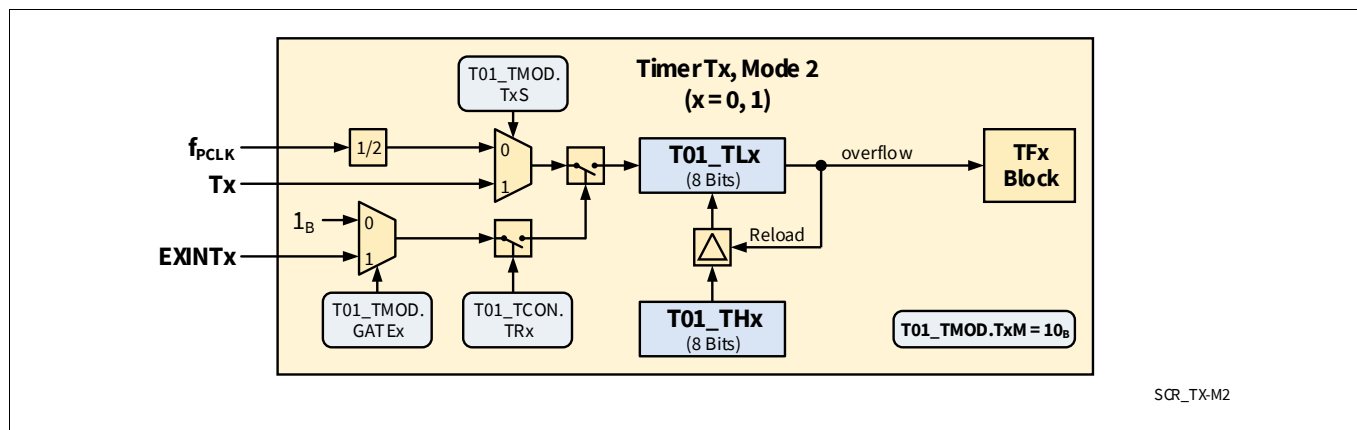 Timer Tx, Mode 2
(x = 0, 1)
T01_TMOD.
TxS
fPCLK
1/2
0
1
Tx
T01_TLx
(8 Bits)
overflow
TFx
Block
1B
0
1
EXINTx
Reload
T01_TMOD.
GATEx
T01_TCON.
TRx
T01_THx
(8 Bits)
T01_TMOD.TxM = 10B
SCR_TX-M2